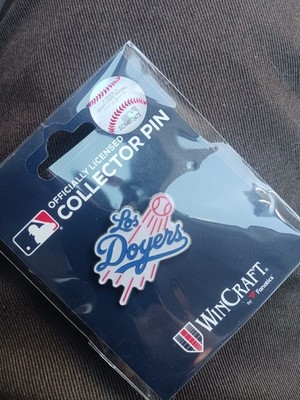 OFFICIALLY LICENSED
COLLECTOR PIN
Los
Doyers
WINCRAFT®
by Fanatics